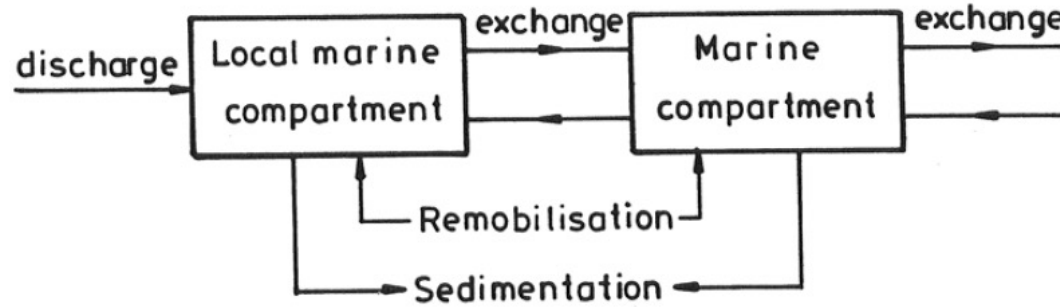 discharge
Local marine
compartment
exchange
Marine
compartment
exchange
Remobilisation
Sedimentation